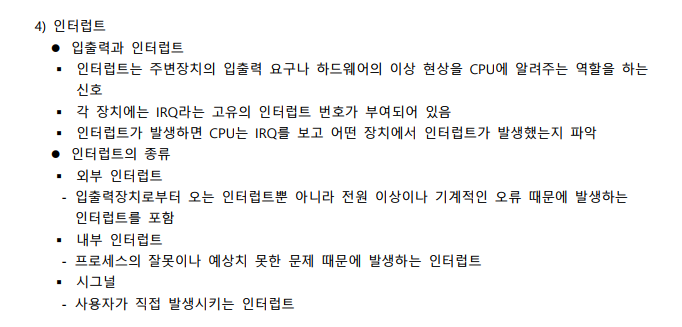 4) 인터럽트
● 입출력과 인터럽트
▪ 인터럽트는 주변장치의 입출력 요구나 하드웨어의 이상 현상을 CPU에 알려주는 역할을 하는
신호
▪ 각 장치에는 IRQ라는 고유의 인터럽트 번호가 부여되어 있음
▪ 인터럽트가 발생하면 CPU는 IRQ를 보고 어떤 장치에서 인터럽트가 발생했는지 파악
● 인터럽트의 종류
▪ 외부 인터럽트
- 입출력장치로부터 오는 인터럽트뿐 아니라 전원 이상이나 기계적인 오류 때문에 발생하는
인터럽트를 포함
▪ 내부 인터럽트
- 프로세스의 잘못이나 예상치 못한 문제 때문에 발생하는 인터럽트
▪ 시그널
- 사용자가 직접 발생시키는 인터럽트